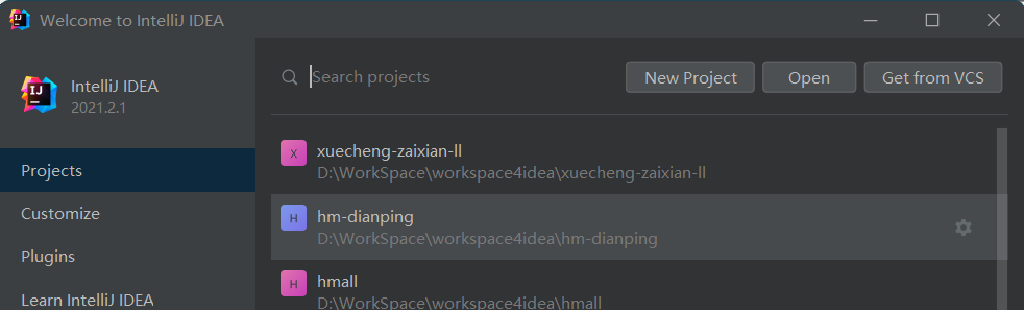 Welcome to IntelliJ IDEA
IntelliJ IDEA
2021.2.1
Search projects
New Project
Open
Get from VCS
Projects
Customize
Plugins
Learn IntelliJ IDEA
X
xuecheng-zaixian-ll
D:\WorkSpace\workspace4idea\xuecheng-zaixian-ll
H
hm-dianping
D:\WorkSpace\workspace4idea\hm-dianping
H
hmall
D:\WorkSpace\workspace4idea\hmall